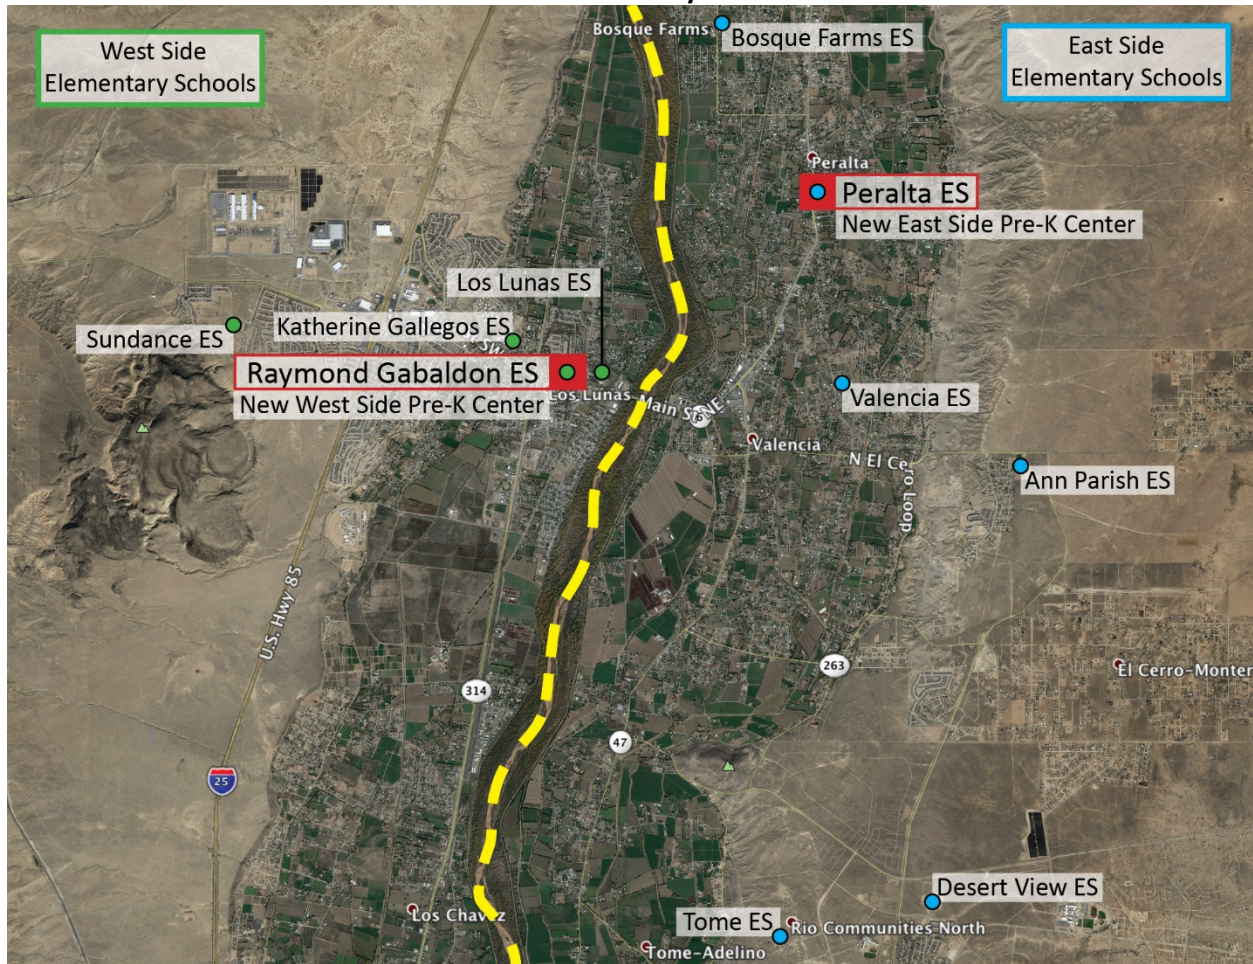 Bosque Farms
Bosque Farms ES
West Side
Elementary Schools
East Side
Elementary Schools
Peralta
Peralta ES
New East Side Pre-K Center
Los Lunas ES
Katherine Gallegos ES
Sundance ES
SW
Raymond Gabaldon ES
New West Side Pre-K Center
Los Lunas
Main St NE
Valencia ES
6
Valencia
N El Cerro Loop
Ann Parish ES
U.S. Hwy 85
263
El Cerro-Monter
314
47
25
Desert View ES
Los Chavez
Tome ES
Rio Communities North
Tome-Adelino